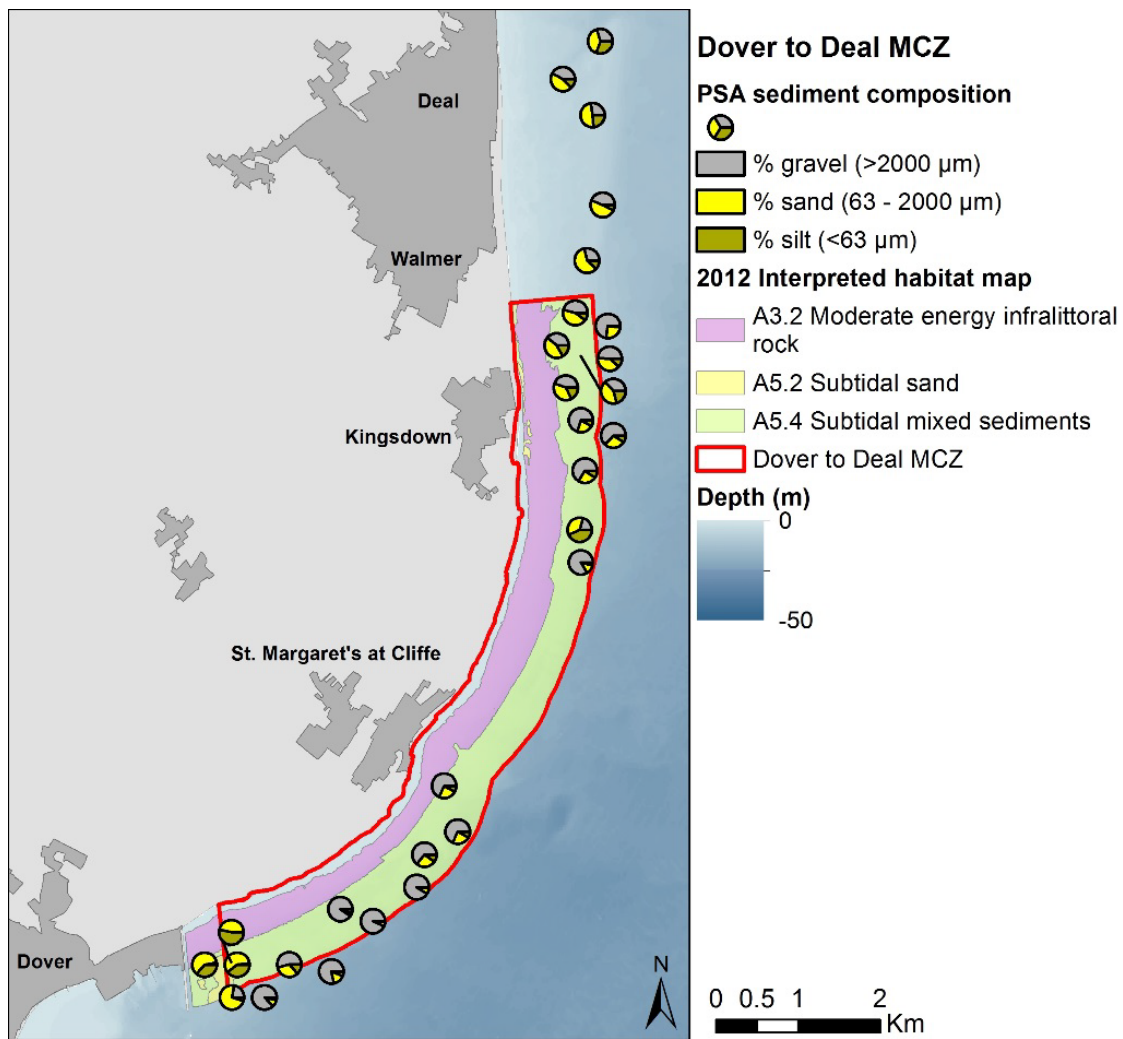 Dover to Deal MCZ
PSA sediment composition
% gravel (>2000 µm)
% sand (63 - 2000 µm)
% silt (<63 µm)
2012 Interpreted habitat map
A3.2 Moderate energy infralittoral
rock
A5.2 Subtidal sand
A5.4 Subtidal mixed sediments
Dover to Deal MCZ
Depth (m)
0
-50
Deal
Walmer
Kingsdown
St. Margaret's at Cliffe
Dover
N
0 0.5 1 2
Km